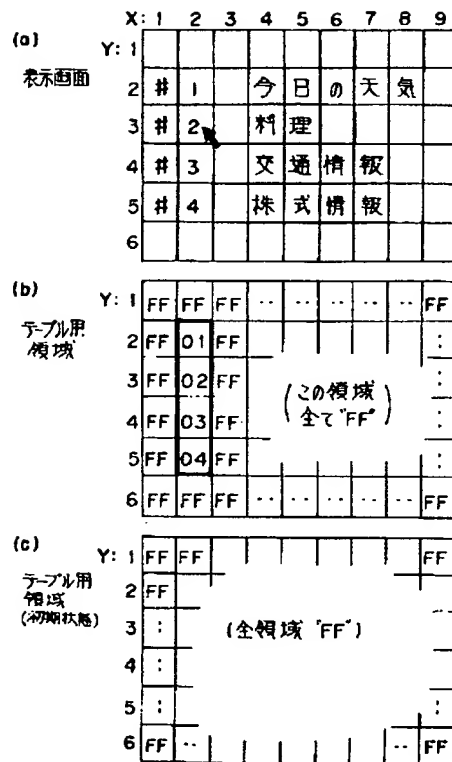 X: 1 2 3 4 5 6 7 8 9
(a)
Y: 1
表示画面
2 # 1 今日の天気
3 # 2 料理
4 # 3 交通情報
5 # 4 株式情報
6
(b)
Y: 1 FF FF FF ‥ ‥ ‥ ‥ ‥ FF
テーブル用
領域
2 FF 01 FF :
3 FF 02 FF (この領域 :
4 FF 03 FF 全て"FF") :
5 FF 04 FF :
6 FF FF FF ‥ ‥ ‥ ‥ ‥ FF
(c)
Y: 1 FF FF FF
テーブル用
領域
(初期状態)
2 FF
3 : (全領域"FF") :
4 : :
5 : :
6 FF ‥ ‥ FF